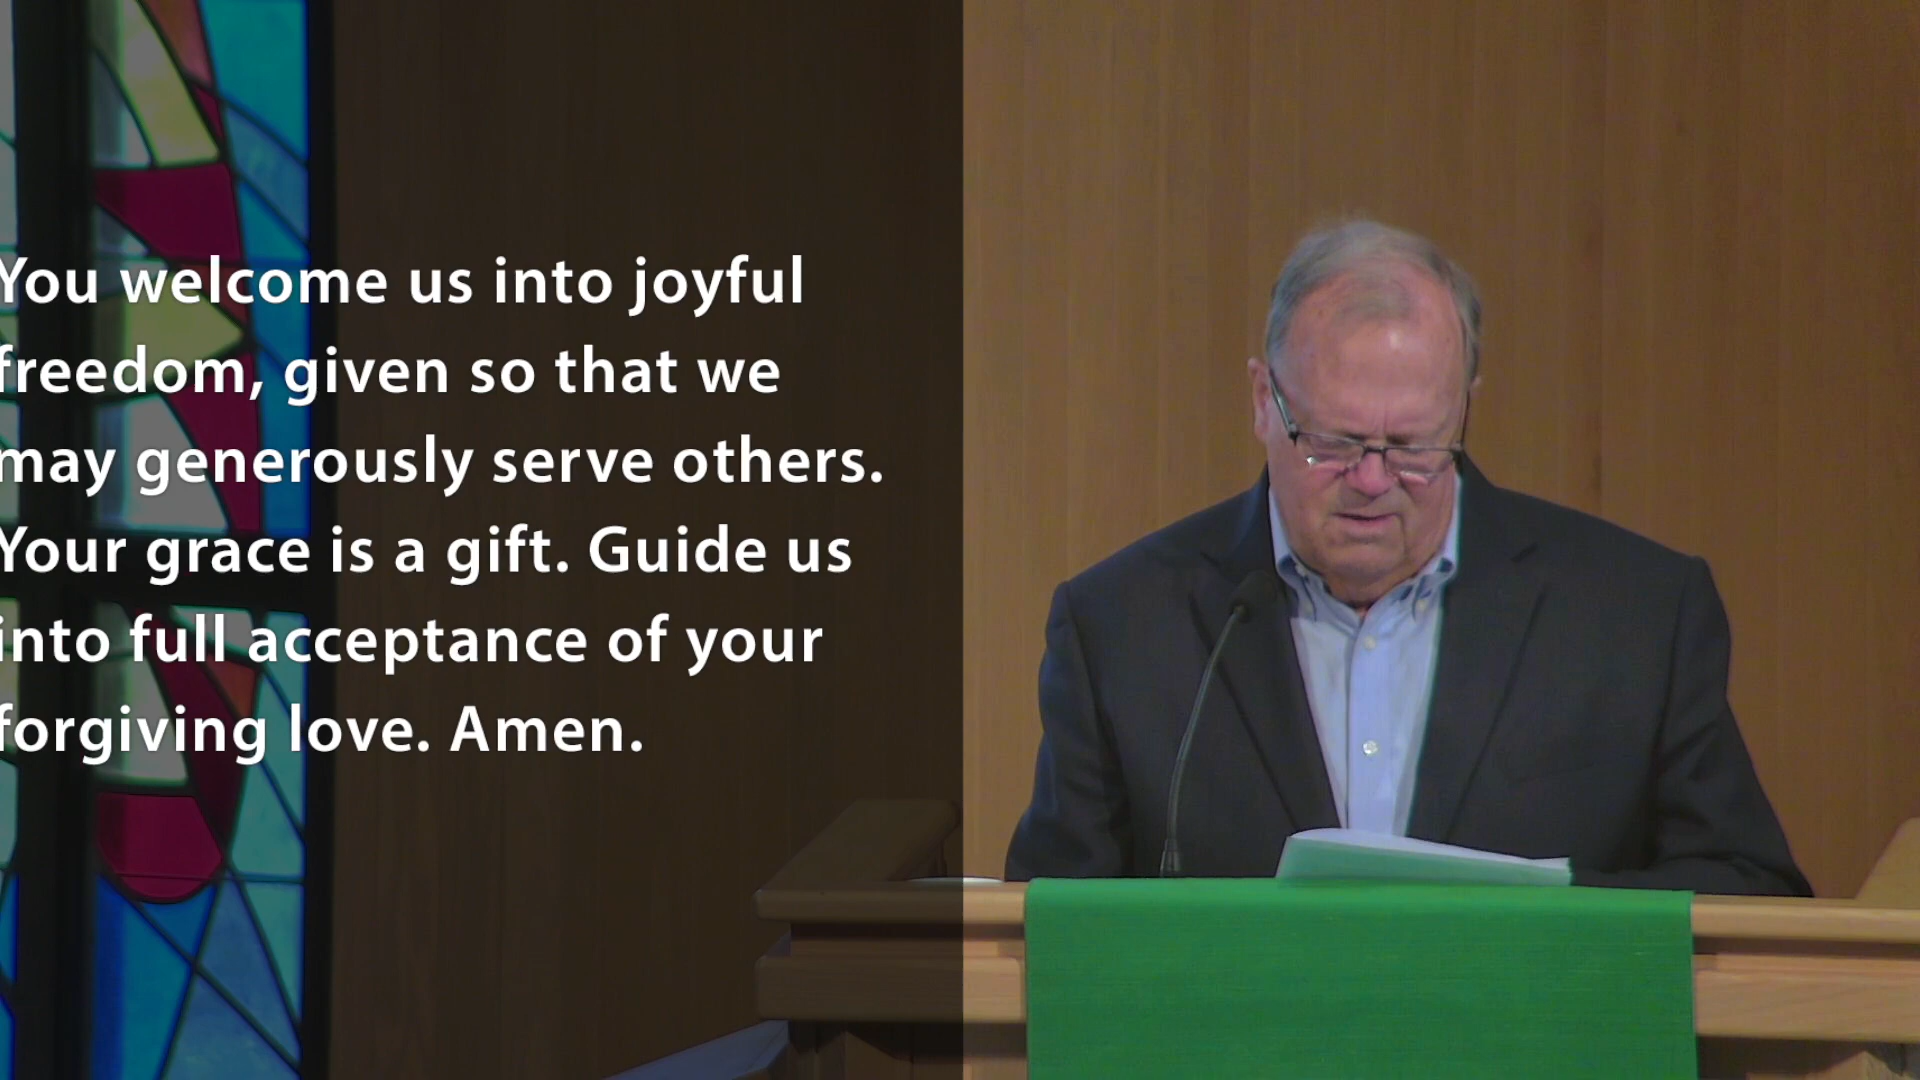 You welcome us into joyful
freedom, given so that we
may generously serve others.
Your grace is a gift. Guide us
into full acceptance of your
forgiving love. Amen.